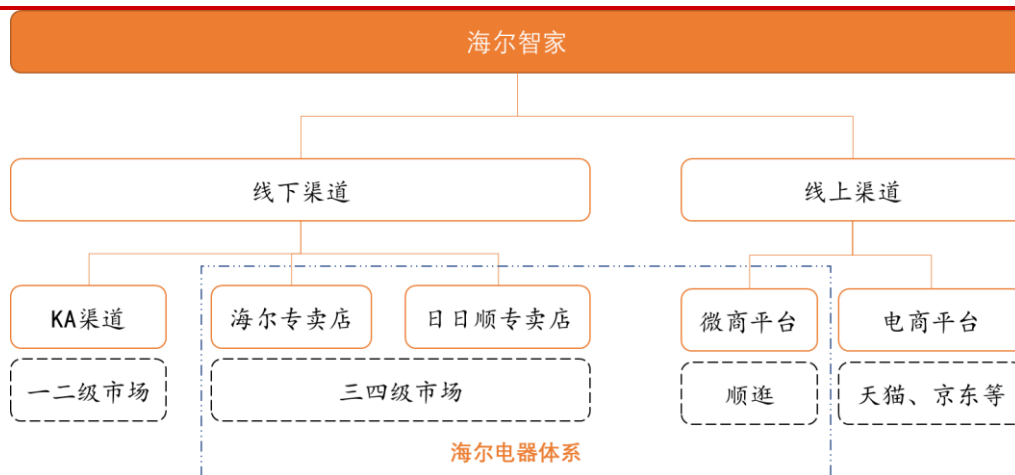 海尔智家
线下渠道
线上渠道
KA渠道
海尔专卖店
日日顺专卖店
微商平台
电商平台
一二级市场
三四级市场
顺逛
天猫、京东等
海尔电器体系